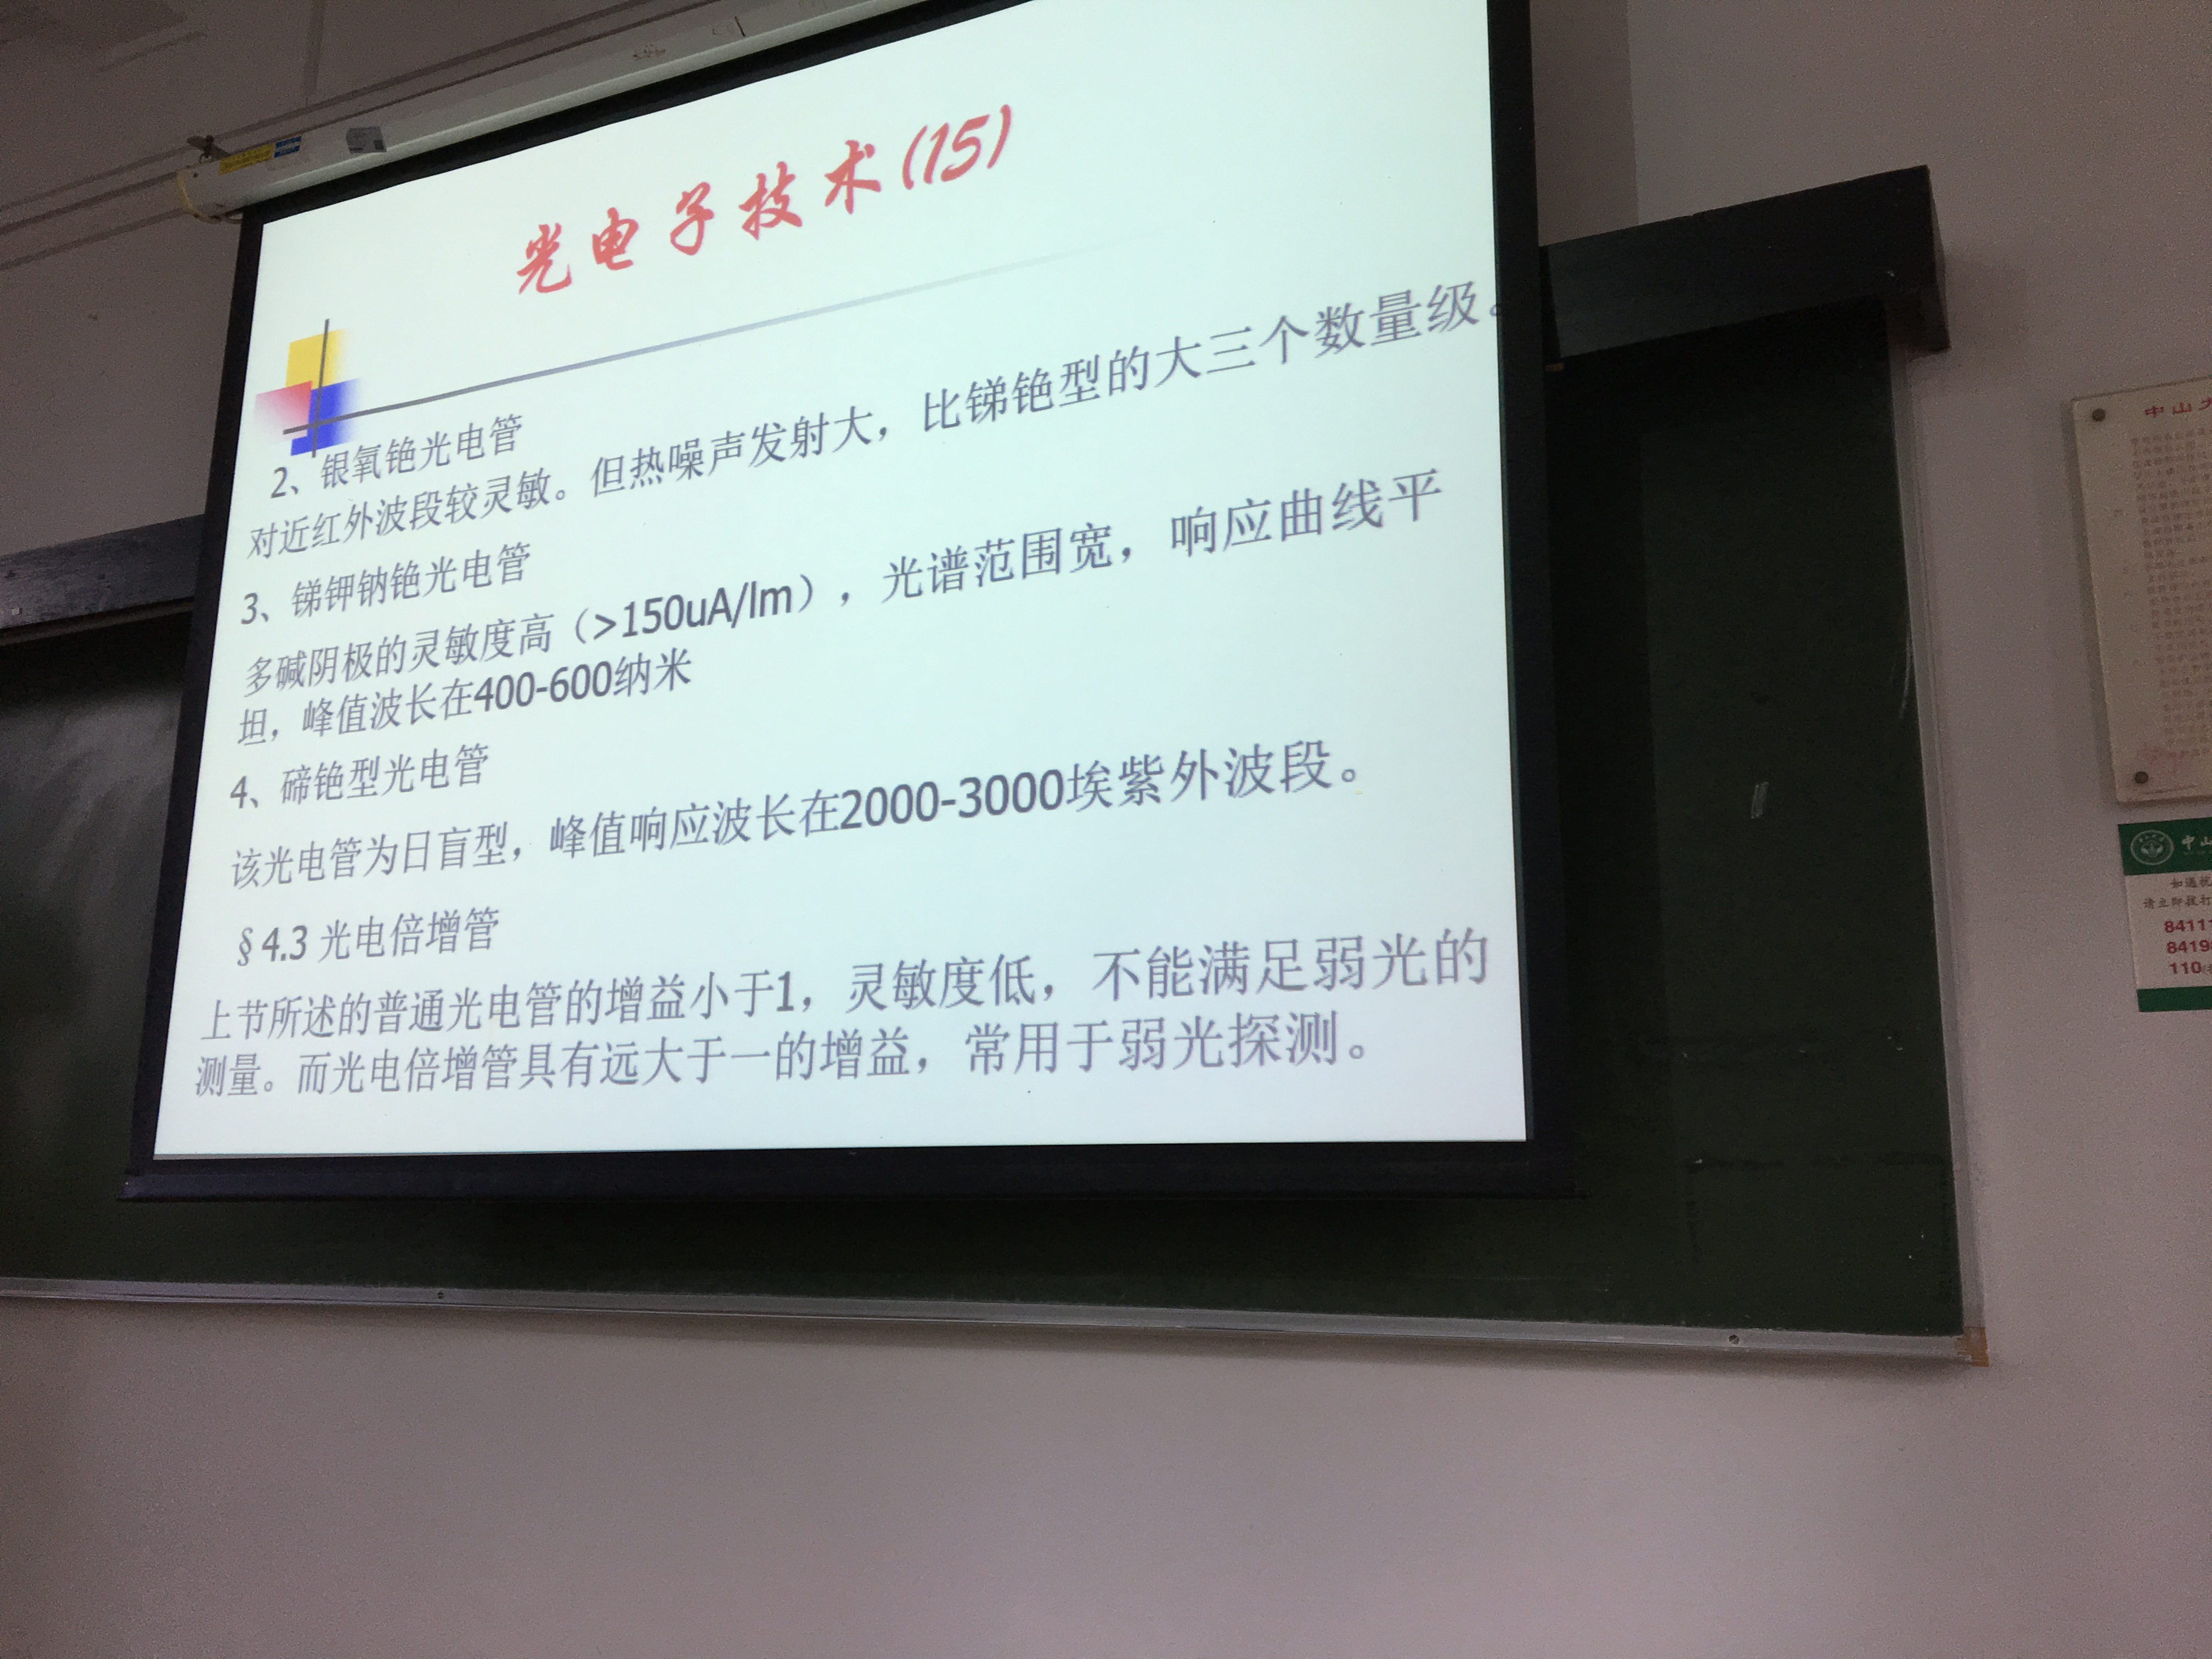 光电子技术(15)
2、银氧铯光电管
对近红外波段较灵敏。但热噪声发射大，比锑铯型的大三个数量级。
3、锑钾钠铯光电管
多碱阴极的灵敏度高（>150uA/lm），光谱范围宽，响应曲线平
坦，峰值波长在400-600纳米
4、碲铯型光电管
该光电管为日盲型，峰值响应波长在2000-3000埃紫外波段。
§4.3 光电倍增管
上节所述的普通光电管的增益小于1，灵敏度低，不能满足弱光的
测量。而光电倍增管具有远大于一的增益，常用于弱光探测。
中山
中山
如遇
请立即拨打
8411
8419
110